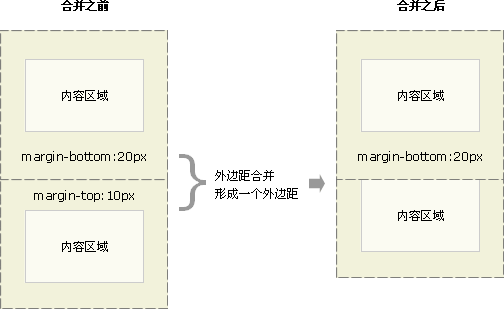 合并之前
合并之后
内容区域
内容区域
margin-bottom:20px
margin-bottom:20px
外边距合并
形成一个外边距
margin-top:10px
内容区域
内容区域